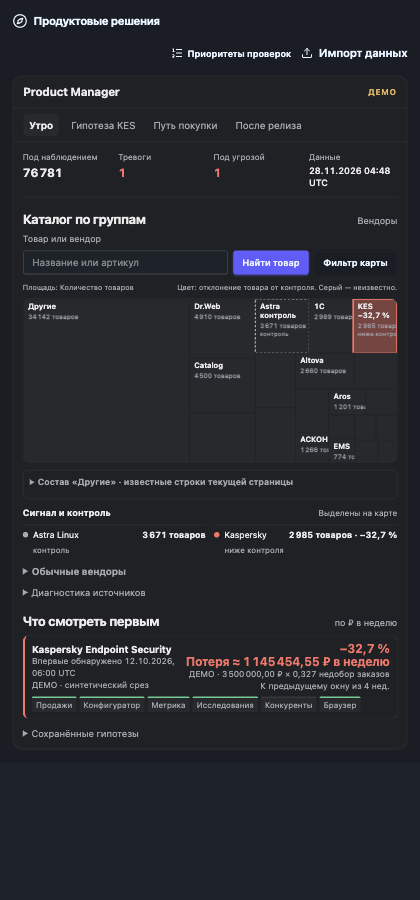 Продуктовые решения
Приоритеты проверок
Импорт данных
Product Manager
ДЕМО
Утро
Гипотеза KES
Путь покупки
После релиза
Под наблюдением
Тревоги
Под угрозой
Данные
76 781
1
1
28.11.2026 04:48
UTC
Каталог по группам
Вендоры
Товар или вендор
Название или артикул
Найти товар
Фильтр карты
Площадь: Количество товаров
Цвет: отклонение товара от контроля. Серый — неизвестно.
Другие
34 142 товаров
Dr.Web
4 910 товаров
Astra
контроль
3 671 товаров
контроль
1С
2 989 товаров
KES
−32,7 %
2 985 товаров
ниже контроля
Catalog
4 500 товаров
Altova
2 660 товаров
Aros
1 201 тов
АСКОН
1 266 тов
EMS
774 тс
Состав «Другие» · известные строки текущей страницы
Сигнал и контроль
Выделены на карте
Astra Linux
3 671 товаров
контроль
Kaspersky
2 985 товаров · −32,7 %
ниже контроля
Обычные вендоры
Диагностика источников
Что смотреть первым
по ₽ в неделю
Kaspersky Endpoint Security
−32,7 %
Впервые обнаружено 12.10.2026,
06:00 UTC
Потеря ≈ 1 145 454,55 ₽ в неделю
ДЕМО · 3 500 000,00 ₽ × 0,327 недобор заказов
ДЕМО · синтетический срез
К предыдущему окну из 4 нед.
Продажи
Конфигуратор
Метрика
Исследования
Конкуренты
Браузер
Сохранённые гипотезы